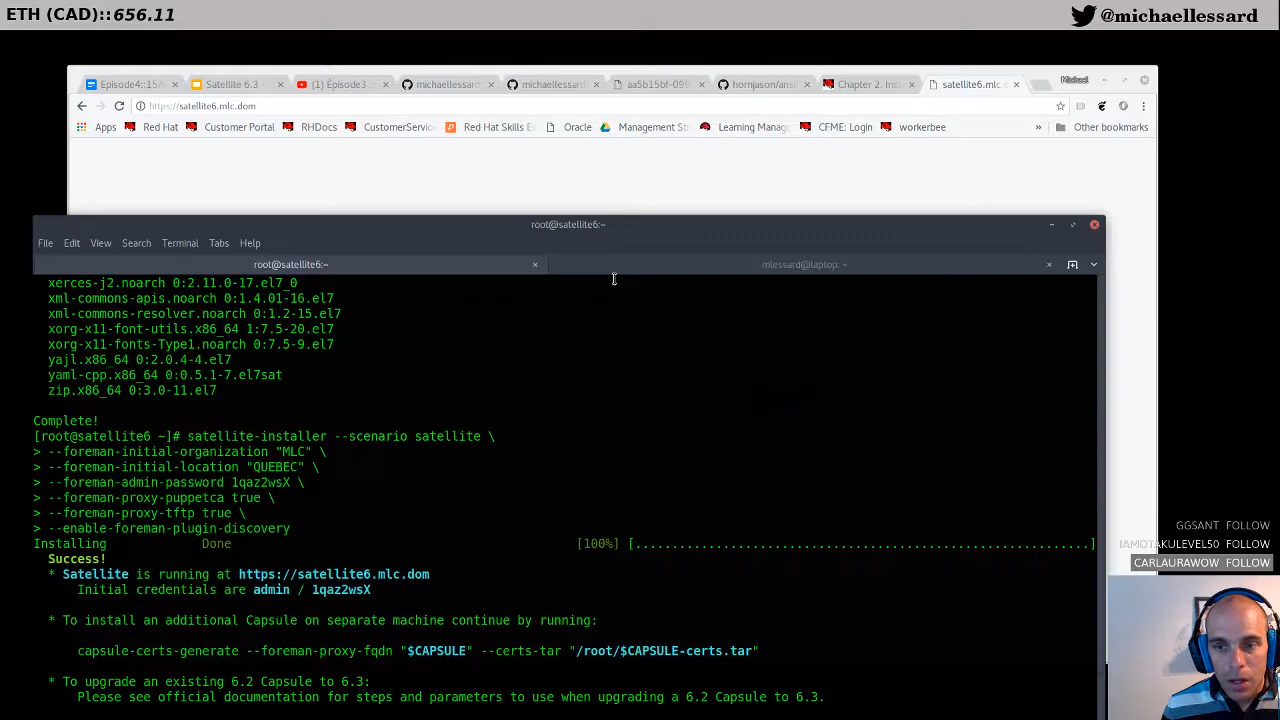 ETH (CAD)::656.11
@michaellessard
Episode4::15/
Satellite 6.3
(1) Épisode3
michaellessard
michaellessard
aa5b15bf-099
hornjason/ans
Chapter 2. Inst
satellite6.mlc.
Michael
https://satellite6.mlc.dom
Apps
Red Hat
Customer Portal
RHDocs
CustomerService
Red Hat Skills Ex
Oracle
Management Str
Learning Manage
CFME: Login
workerbee
»
Other bookmarks
root@satellite6:~
File Edit View Search Terminal Tabs Help
root@satellite6:~
mlessard@laptop: ~
xerces-j2.noarch 0:2.11.0-17.el7_0
xml-commons-apis.noarch 0:1.4.01-16.el7
xml-commons-resolver.noarch 0:1.2-15.el7
xorg-x11-font-utils.x86_64 1:7.5-20.el7
xorg-x11-fonts-Type1.noarch 0:7.5-9.el7
yajl.x86_64 0:2.0.4-4.el7
yaml-cpp.x86_64 0:0.5.1-7.el7sat
zip.x86_64 0:3.0-11.el7
Complete!
[root@satellite6 ~]# satellite-installer --scenario satellite \
> --foreman-initial-organization "MLC" \
> --foreman-initial-location "QUEBEC" \
> --foreman-admin-password 1qaz2wsX \
> --foreman-proxy-puppetca true \
> --foreman-proxy-tftp true \
> --enable-foreman-plugin-discovery
Installing Done [100%] [..............................................................]
Success!
* Satellite is running at https://satellite6.mlc.dom
Initial credentials are admin / 1qaz2wsX
* To install an additional Capsule on separate machine continue by running:
capsule-certs-generate --foreman-proxy-fqdn "$CAPSULE" --certs-tar "/root/$CAPSULE-certs.tar"
* To upgrade an existing 6.2 Capsule to 6.3:
Please see official documentation for steps and parameters to use when upgrading a 6.2 Capsule to 6.3.
GGSANT FOLLOW
IAMOTAKULEVEL50 FOLLOW
CARLAURAWOW FOLLOW